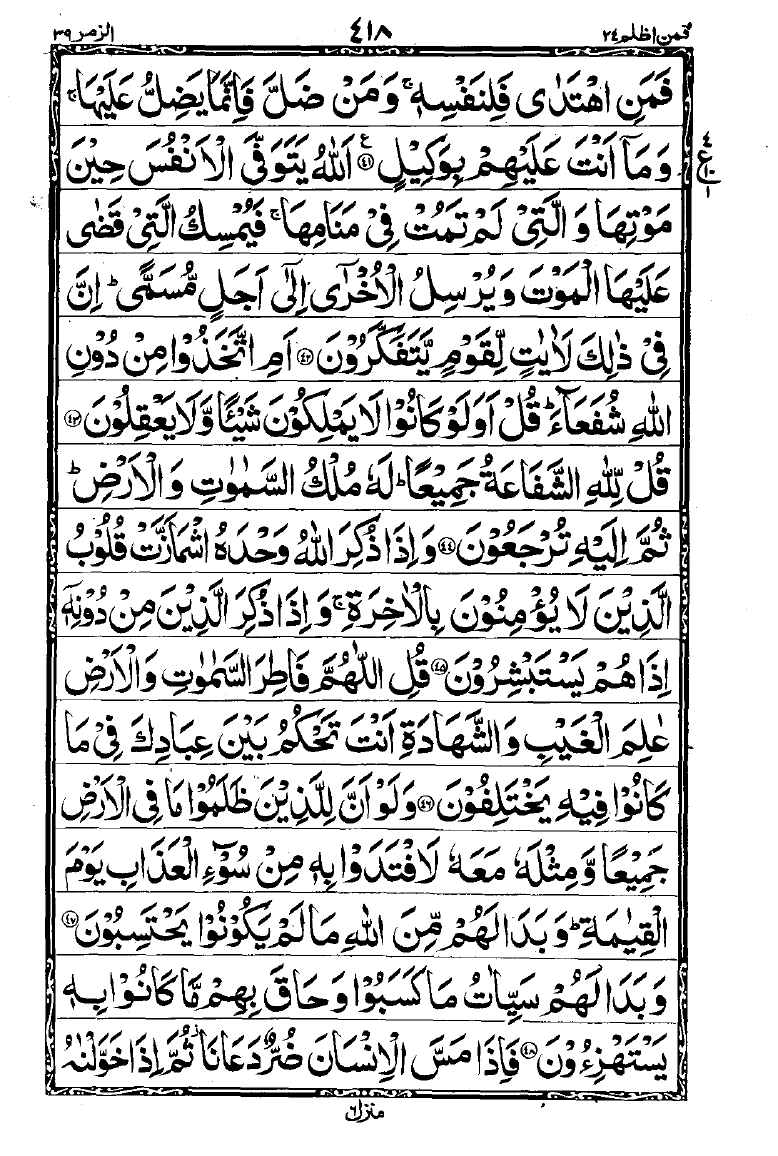 فمن اظلم ٢٤ ٤١٨ الزمر ٣٩
فَمَنِ اهْتَدٰى فَلِنَفْسِهٖ ۚ وَمَنْ ضَلَّ فَاِنَّمَا يَضِلُّ عَلَيْهَا ۚ
وَمَآ اَنْتَ عَلَيْهِمْ بِوَكِيْلٍ ﴿٤١﴾ ع اَللّٰهُ يَتَوَفَّى الْاَنْفُسَ حِيْنَ
مَوْتِهَا وَالَّتِيْ لَمْ تَمُتْ فِيْ مَنَامِهَا ۚ فَيُمْسِكُ الَّتِيْ قَضٰى
عَلَيْهَا الْمَوْتَ وَيُرْسِلُ الْاُخْرٰٓى اِلٰٓى اَجَلٍ مُّسَمًّى ؕ اِنَّ
فِيْ ذٰلِكَ لَاٰيٰتٍ لِّقَوْمٍ يَّتَفَكَّرُوْنَ ﴿٤٢﴾ اَمِ اتَّخَذُوْا مِنْ دُوْنِ
اللّٰهِ شُفَعَآءَ ؕ قُلْ اَوَلَوْ كَانُوْا لَا يَمْلِكُوْنَ شَيْئًا وَّلَا يَعْقِلُوْنَ ﴿٤٣﴾
قُلْ لِّلّٰهِ الشَّفَاعَةُ جَمِيْعًا ؕ لَهٗ مُلْكُ السَّمٰوٰتِ وَالْاَرْضِ ؕ
ثُمَّ اِلَيْهِ تُرْجَعُوْنَ ﴿٤٤﴾ وَاِذَا ذُكِرَ اللّٰهُ وَحْدَهُ اشْمَاَزَّتْ قُلُوْبُ
الَّذِيْنَ لَا يُؤْمِنُوْنَ بِالْاٰخِرَةِ ۚ وَاِذَا ذُكِرَ الَّذِيْنَ مِنْ دُوْنِهٖٓ
اِذَا هُمْ يَسْتَبْشِرُوْنَ ﴿٤٥﴾ قُلِ اللّٰهُمَّ فَاطِرَ السَّمٰوٰتِ وَالْاَرْضِ
عٰلِمَ الْغَيْبِ وَالشَّهَادَةِ اَنْتَ تَحْكُمُ بَيْنَ عِبَادِكَ فِيْ مَا
كَانُوْا فِيْهِ يَخْتَلِفُوْنَ ﴿٤٦﴾ وَلَوْ اَنَّ لِلَّذِيْنَ ظَلَمُوْا مَا فِي الْاَرْضِ
جَمِيْعًا وَّمِثْلَهٗ مَعَهٗ لَافْتَدَوْا بِهٖ مِنْ سُوْٓءِ الْعَذَابِ يَوْمَ
الْقِيٰمَةِ ؕ وَبَدَا لَهُمْ مِّنَ اللّٰهِ مَا لَمْ يَكُوْنُوْا يَحْتَسِبُوْنَ ﴿٤٧﴾
وَبَدَا لَهُمْ سَيِّاٰتُ مَا كَسَبُوْا وَحَاقَ بِهِمْ مَّا كَانُوْا بِهٖ
يَسْتَهْزِءُوْنَ ﴿٤٨﴾ فَاِذَا مَسَّ الْاِنْسَانَ ضُرٌّ دَعَانَا ۫ ثُمَّ اِذَا خَوَّلْنٰهُ
منزل ٦